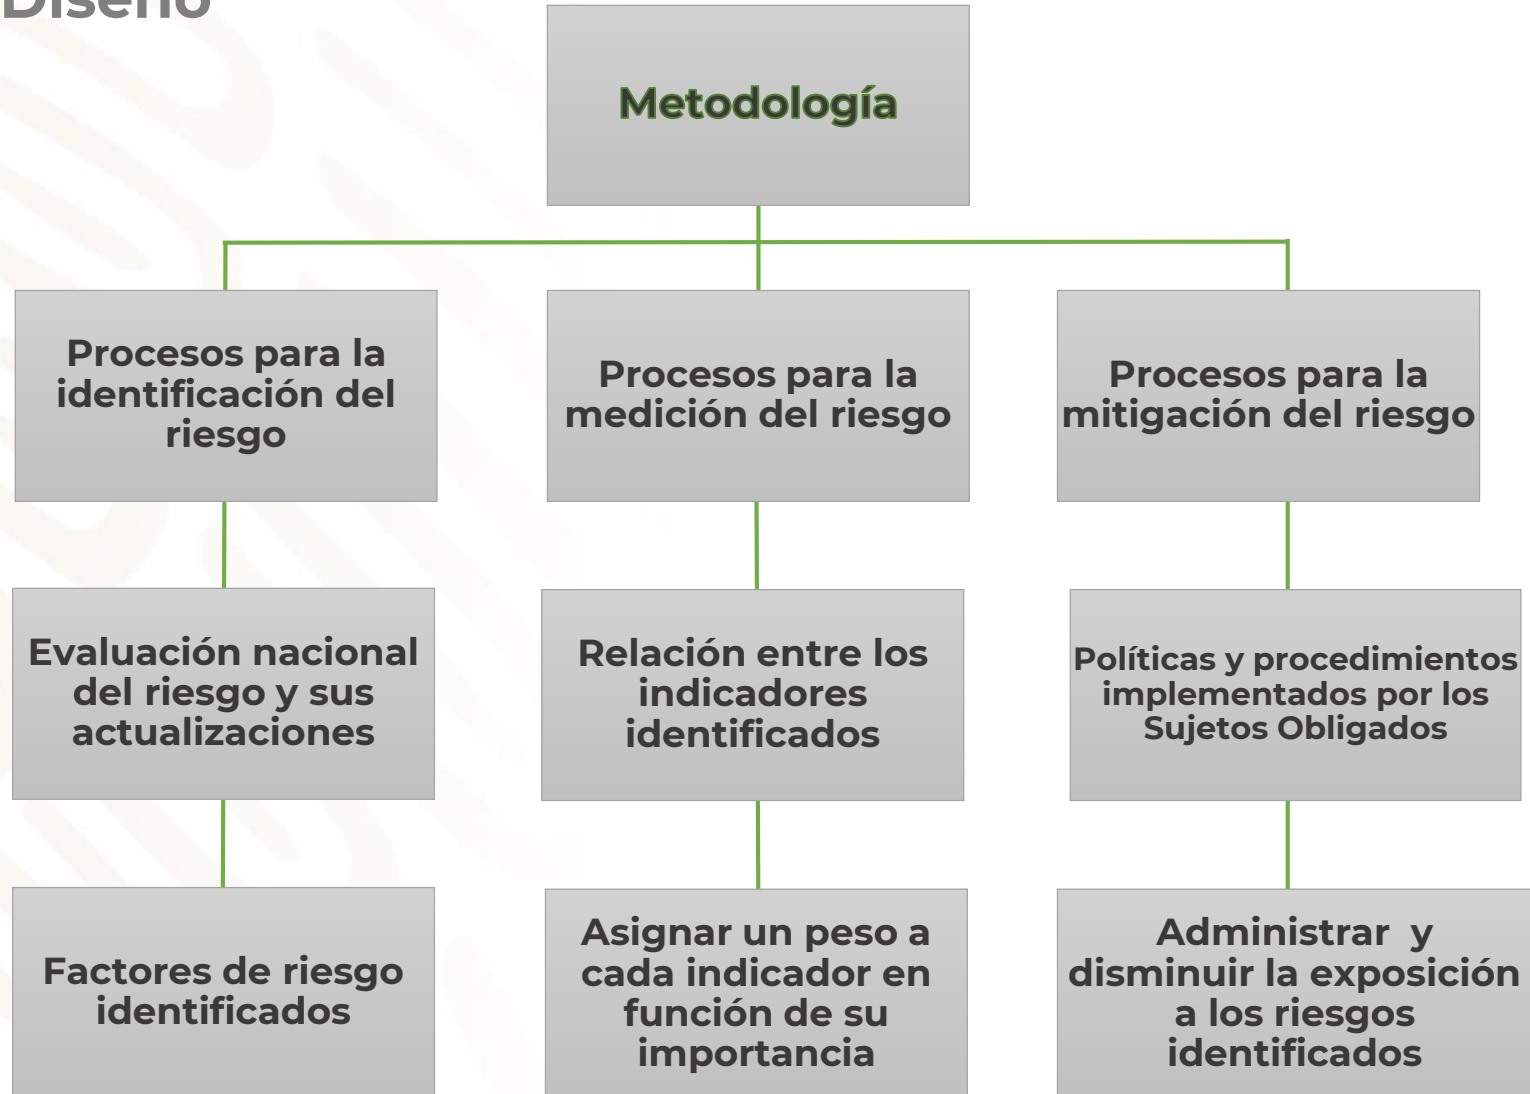 Diseño
Metodología
Procesos para la
identificación del
riesgo
Procesos para la
medición del riesgo
Procesos para la
mitigación del riesgo
Evaluación nacional
del riesgo y sus
actualizaciones
Relación entre los
indicadores
identificados
Políticas y procedimientos
implementados por los
Sujetos Obligados
Factores de riesgo
identificados
Asignar un peso a
cada indicador en
función de su
importancia
Administrar y
disminuir la exposición
a los riesgos
identificados